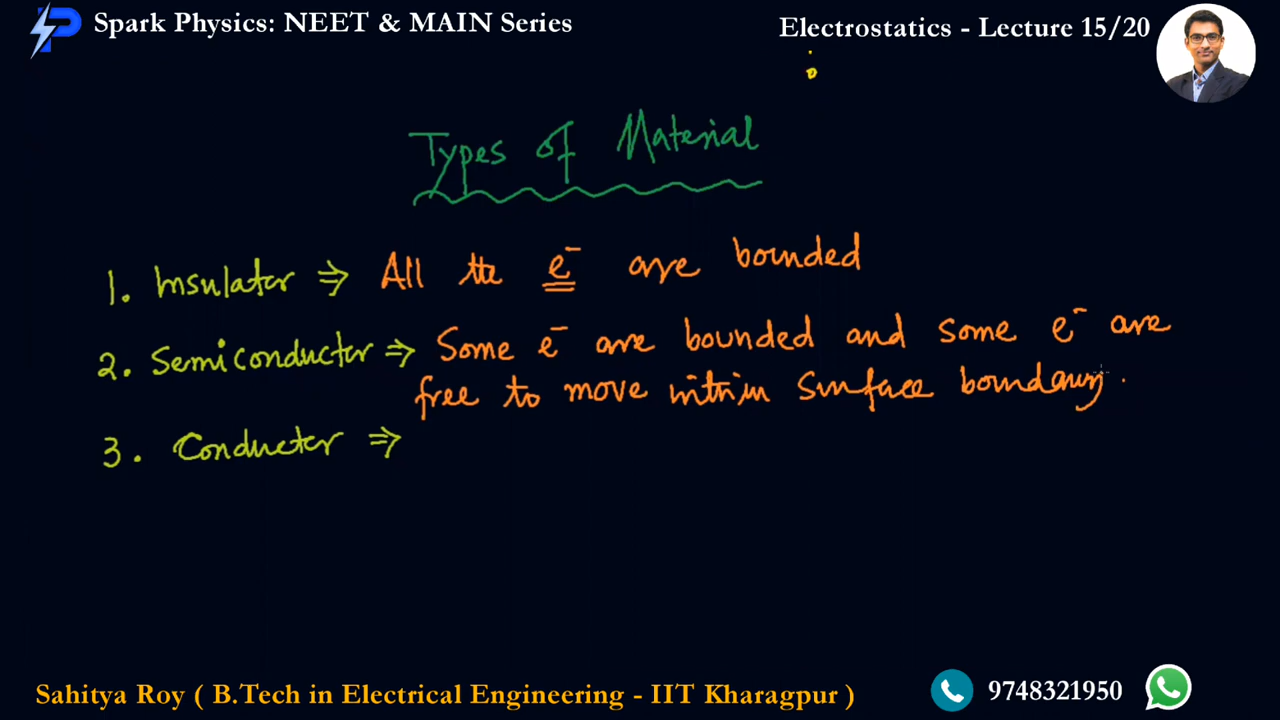 Spark Physics: NEET & MAIN Series
Electrostatics - Lecture 15/20
Types of Material
1. Insulator ⇒ All the e⁻ are bounded
2. Semiconductor ⇒ Some e⁻ are bounded and some e⁻ are
free to move within surface boundary.
3. Conductor ⇒
Sahitya Roy ( B.Tech in Electrical Engineering - IIT Kharagpur )
9748321950